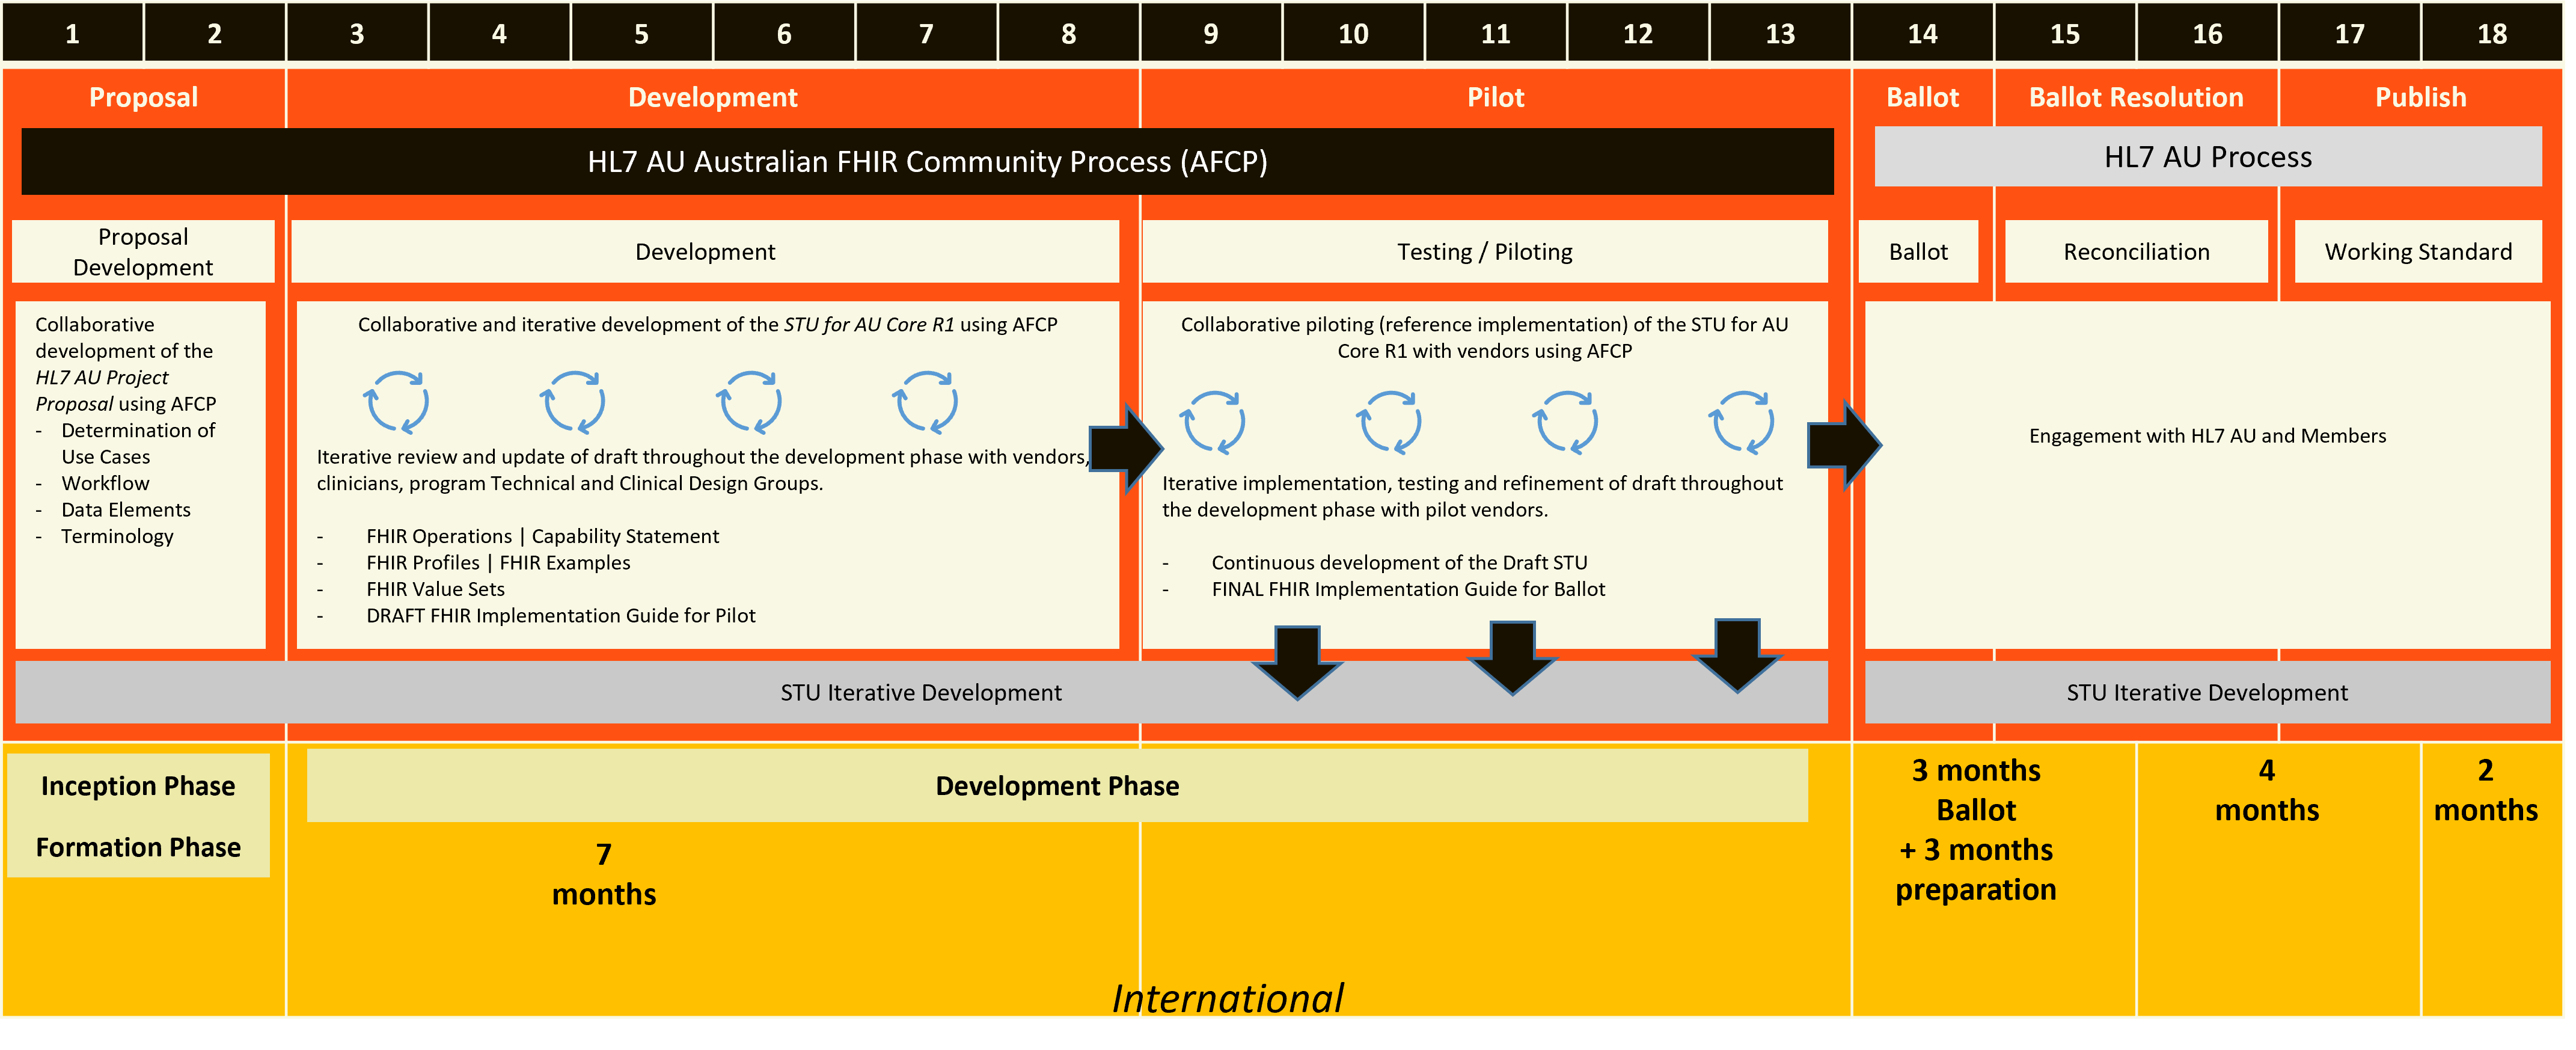 1 2 3 4 5 6 7 8 9 10 11 12 13 14 15 16 17 18
Proposal
Development
Pilot
Ballot
Ballot Resolution
Publish
HL7 AU Australian FHIR Community Process (AFCP)
HL7 AU Process
Proposal
Development
Development
Testing / Piloting
Ballot
Reconciliation
Working Standard
Collaborative
development of the
HL7 AU Project
Proposal using AFCP
- Determination of
Use Cases
- Workflow
- Data Elements
- Terminology
Collaborative and iterative development of the STU for AU Core R1 using AFCP
Iterative review and update of draft throughout the development phase with vendors,
clinicians, program Technical and Clinical Design Groups.
- FHIR Operations | Capability Statement
- FHIR Profiles | FHIR Examples
- FHIR Value Sets
- DRAFT FHIR Implementation Guide for Pilot
Collaborative piloting (reference implementation) of the STU for AU
Core R1 with vendors using AFCP
Iterative implementation, testing and refinement of draft throughout
the development phase with pilot vendors.
- Continuous development of the Draft STU
- FINAL FHIR Implementation Guide for Ballot
Engagement with HL7 AU and Members
STU Iterative Development
STU Iterative Development
Inception Phase
Formation Phase
Development Phase
7
months
3 months
Ballot
+ 3 months
preparation
4
months
2
months
International